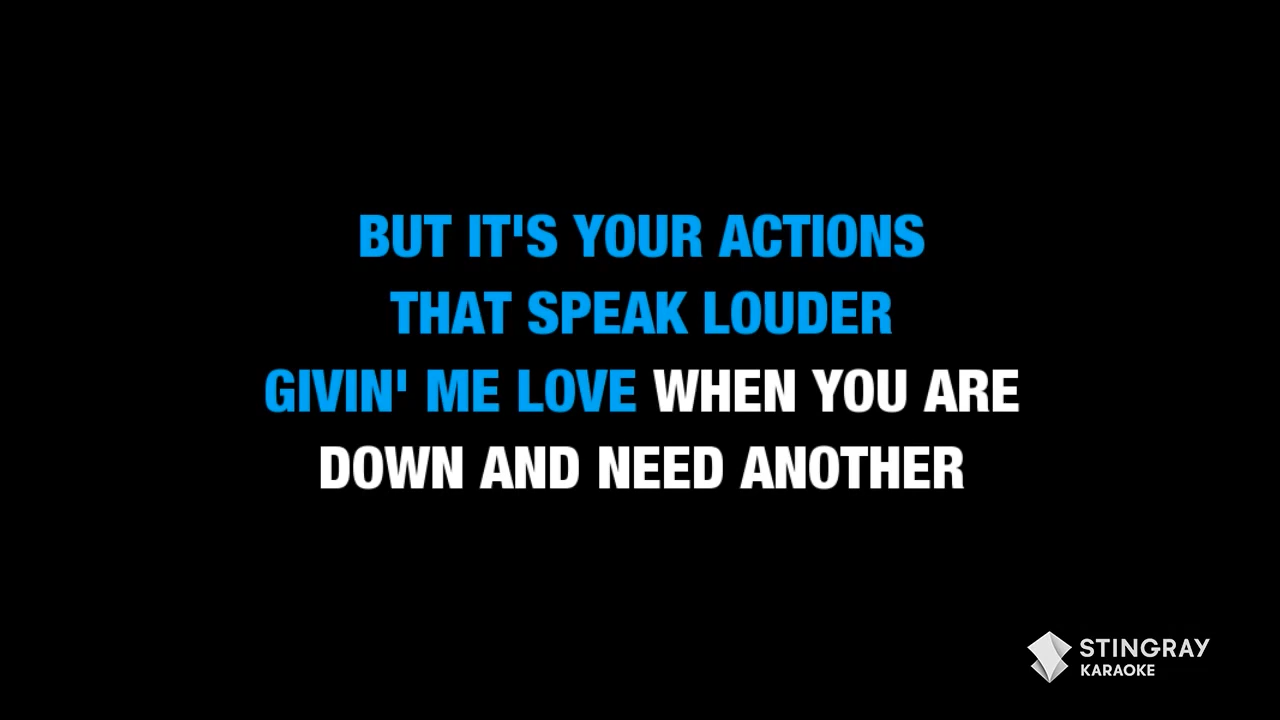 BUT IT'S YOUR ACTIONS
THAT SPEAK LOUDER
GIVIN' ME LOVE WHEN YOU ARE
DOWN AND NEED ANOTHER
STINGRAY
KARAOKE